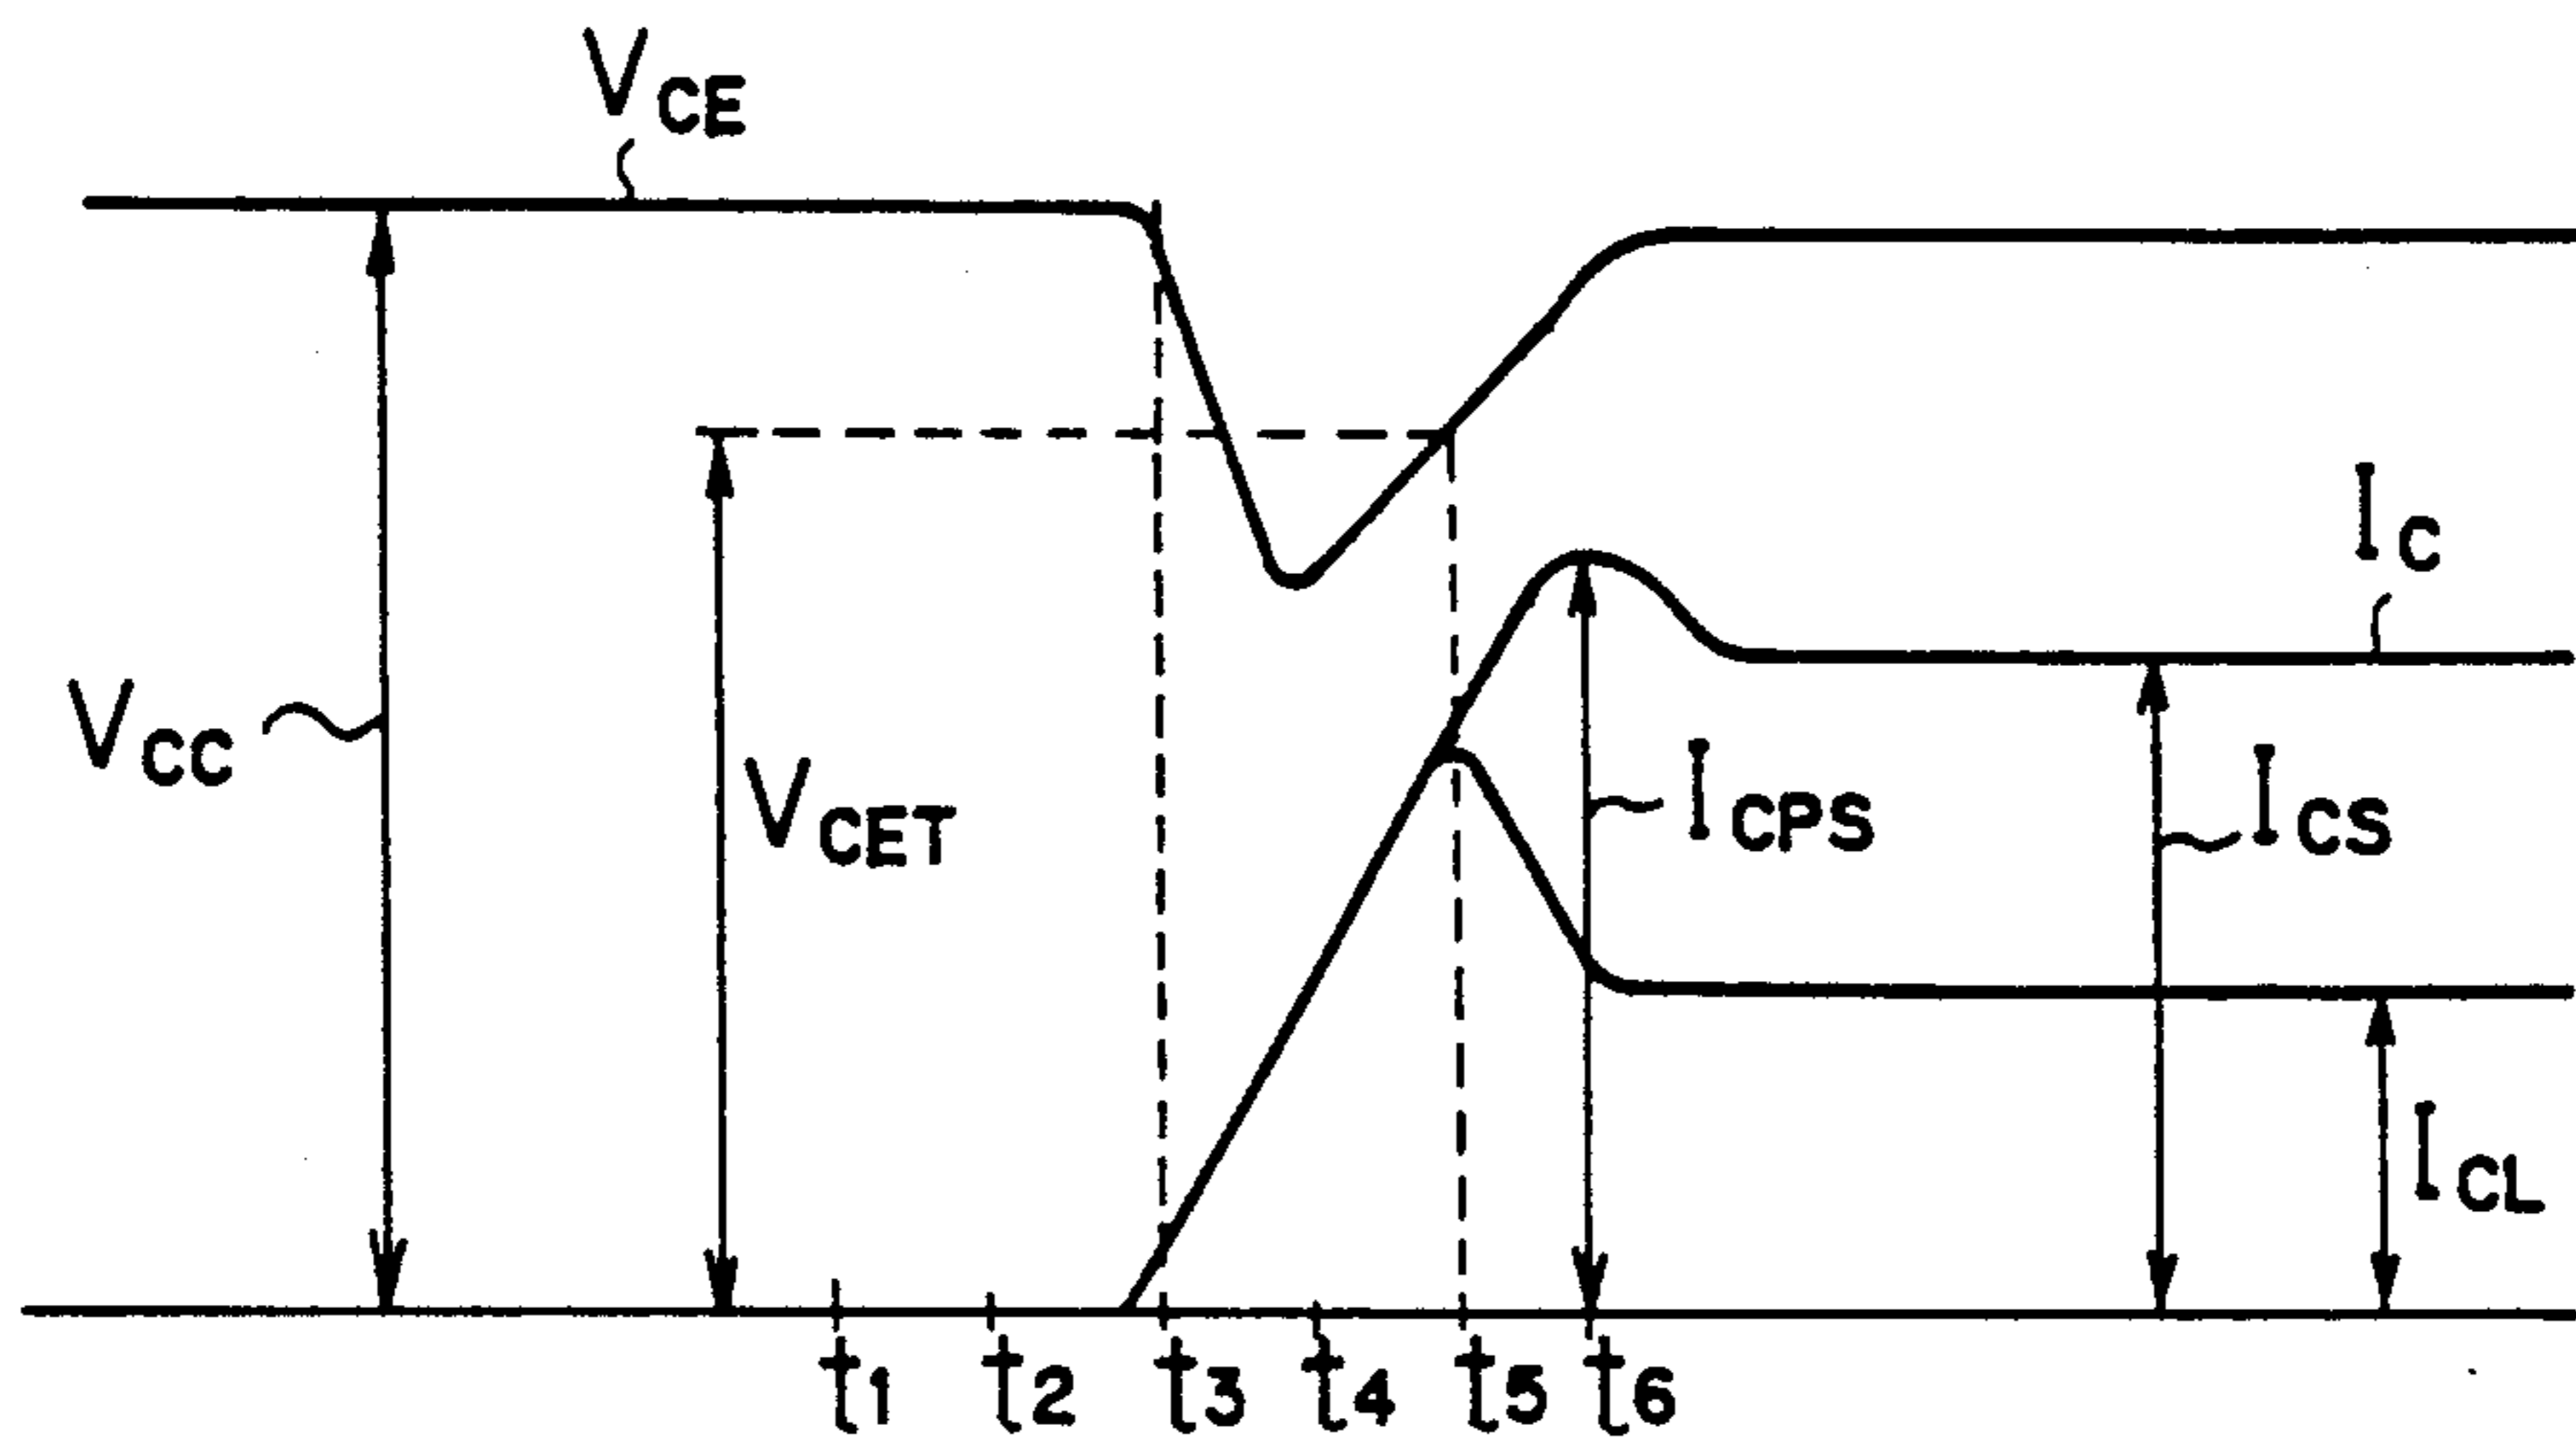 VCE
IC
VCC
VCET
ICPS
ICS
ICL
t1 t2 t3 t4 t5 t6